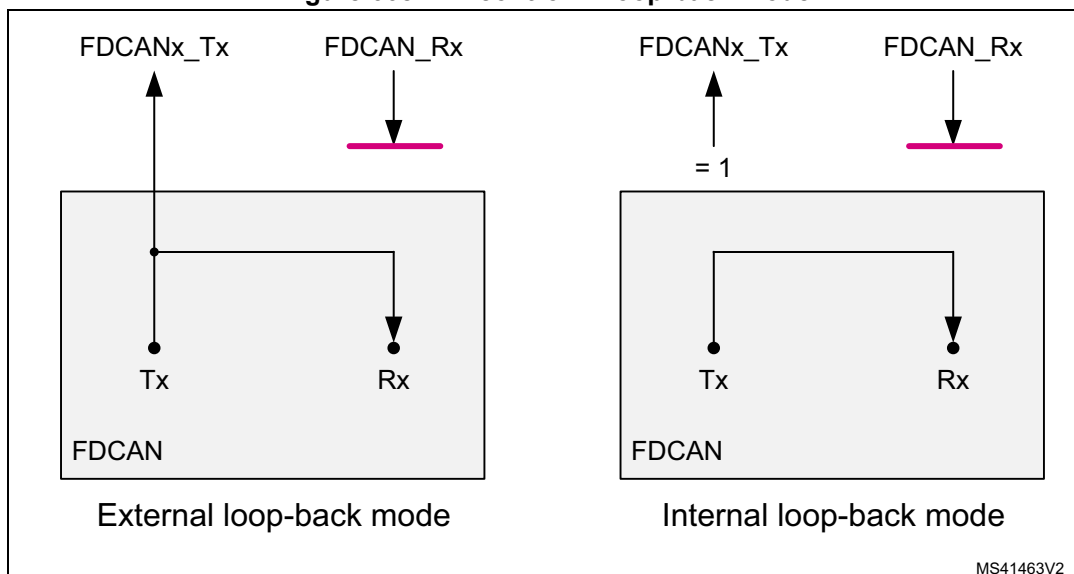 FDCANx_Tx FDCAN_Rx FDCANx_Tx FDCAN_Rx
= 1
Tx Rx Tx Rx
FDCAN FDCAN
External loop-back mode Internal loop-back mode
MS41463V2